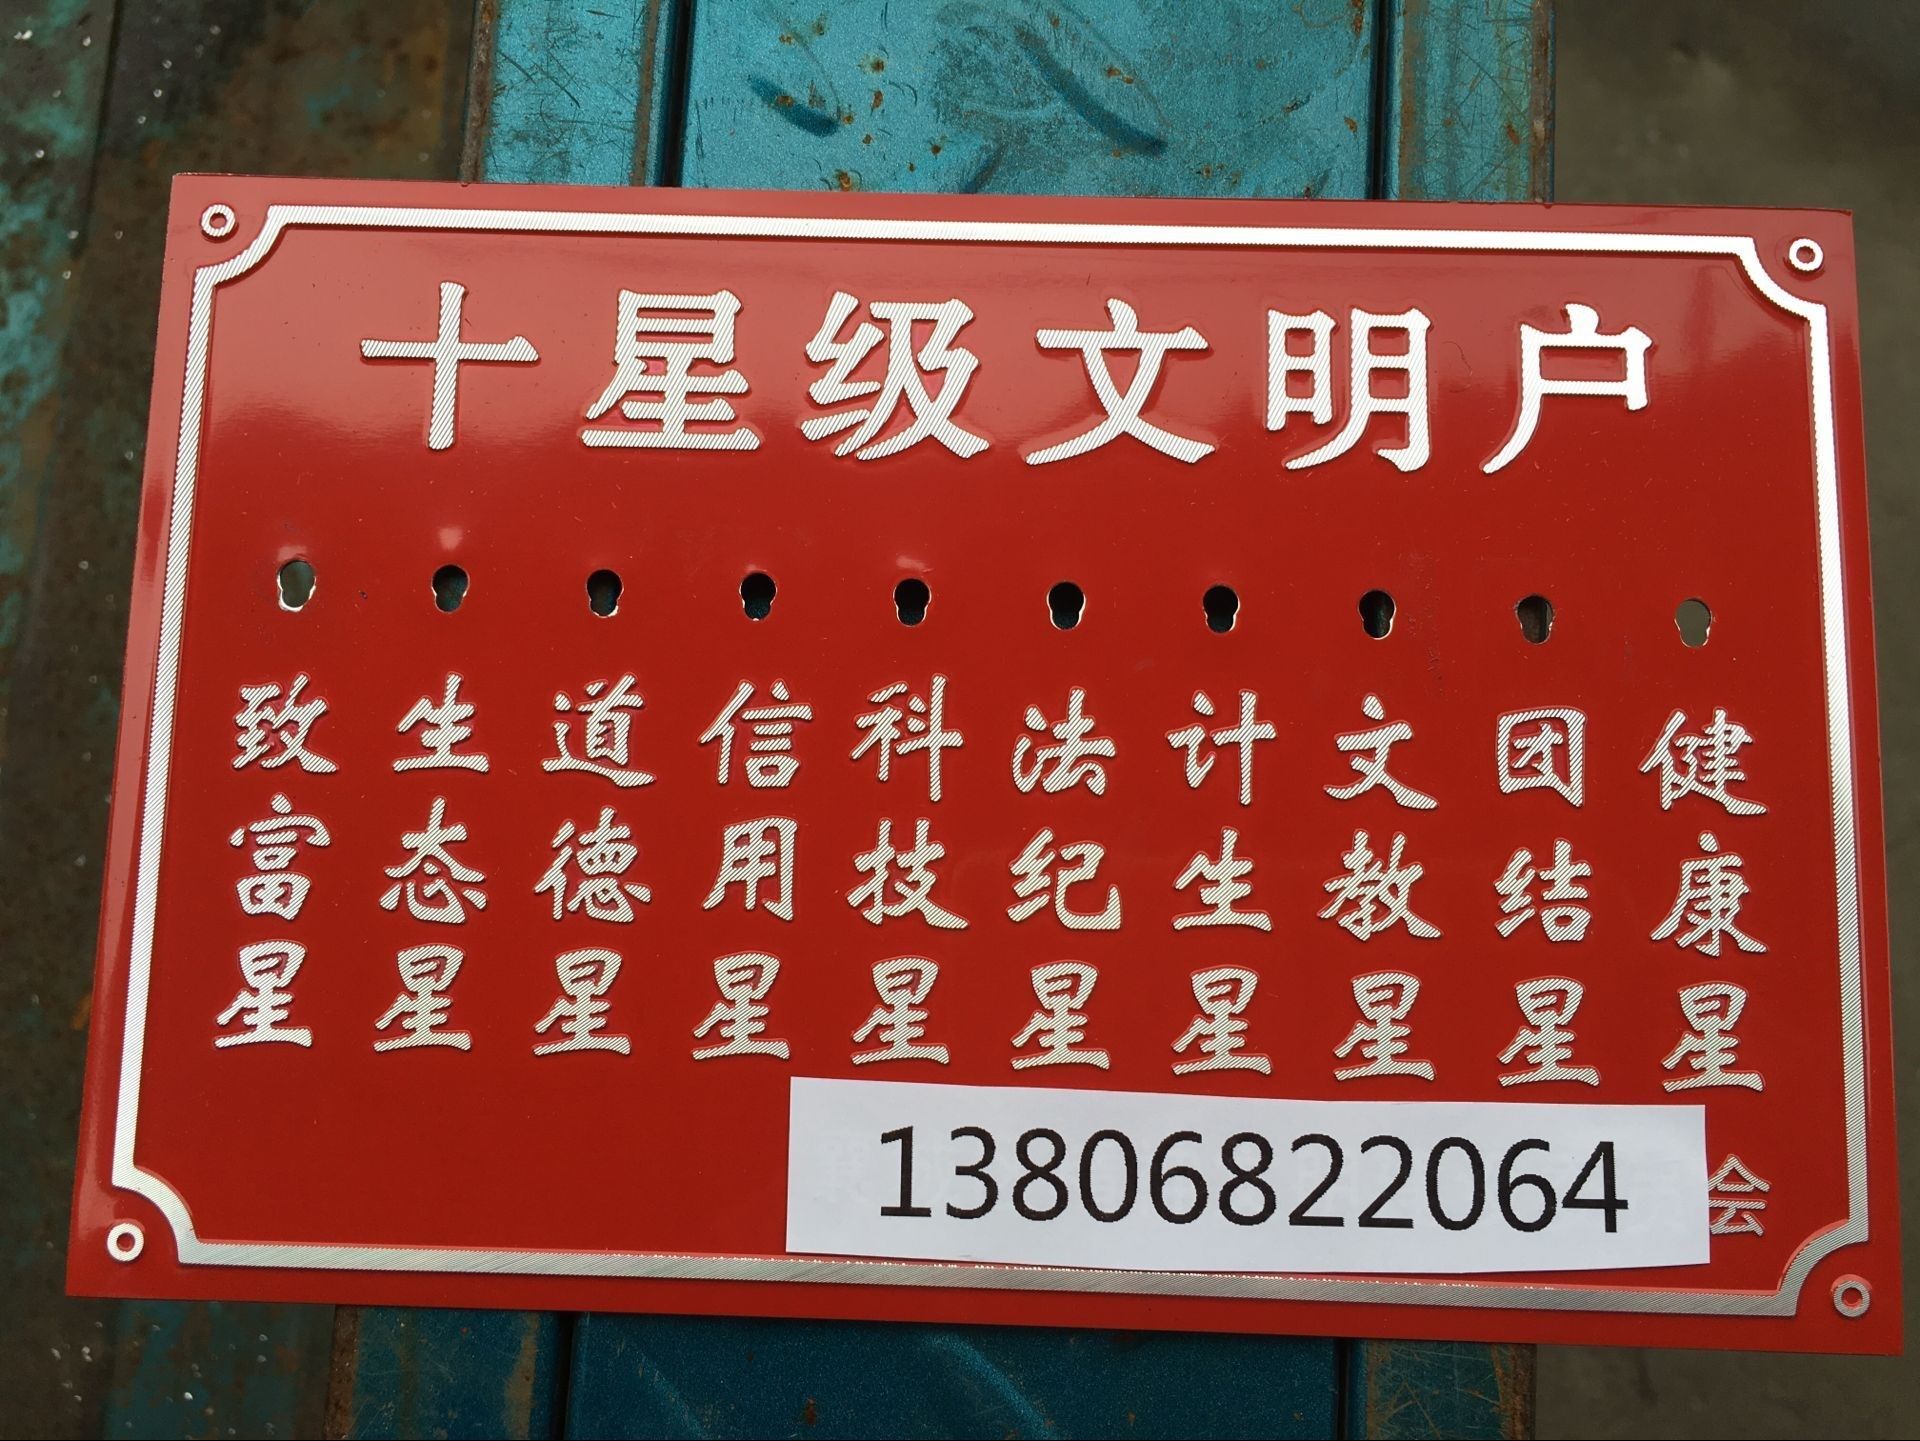 十星级文明户
致富星
生态星
道德星
信用星
科技星
法纪星
计生星
文教星
团结星
健康星
13806822064
会